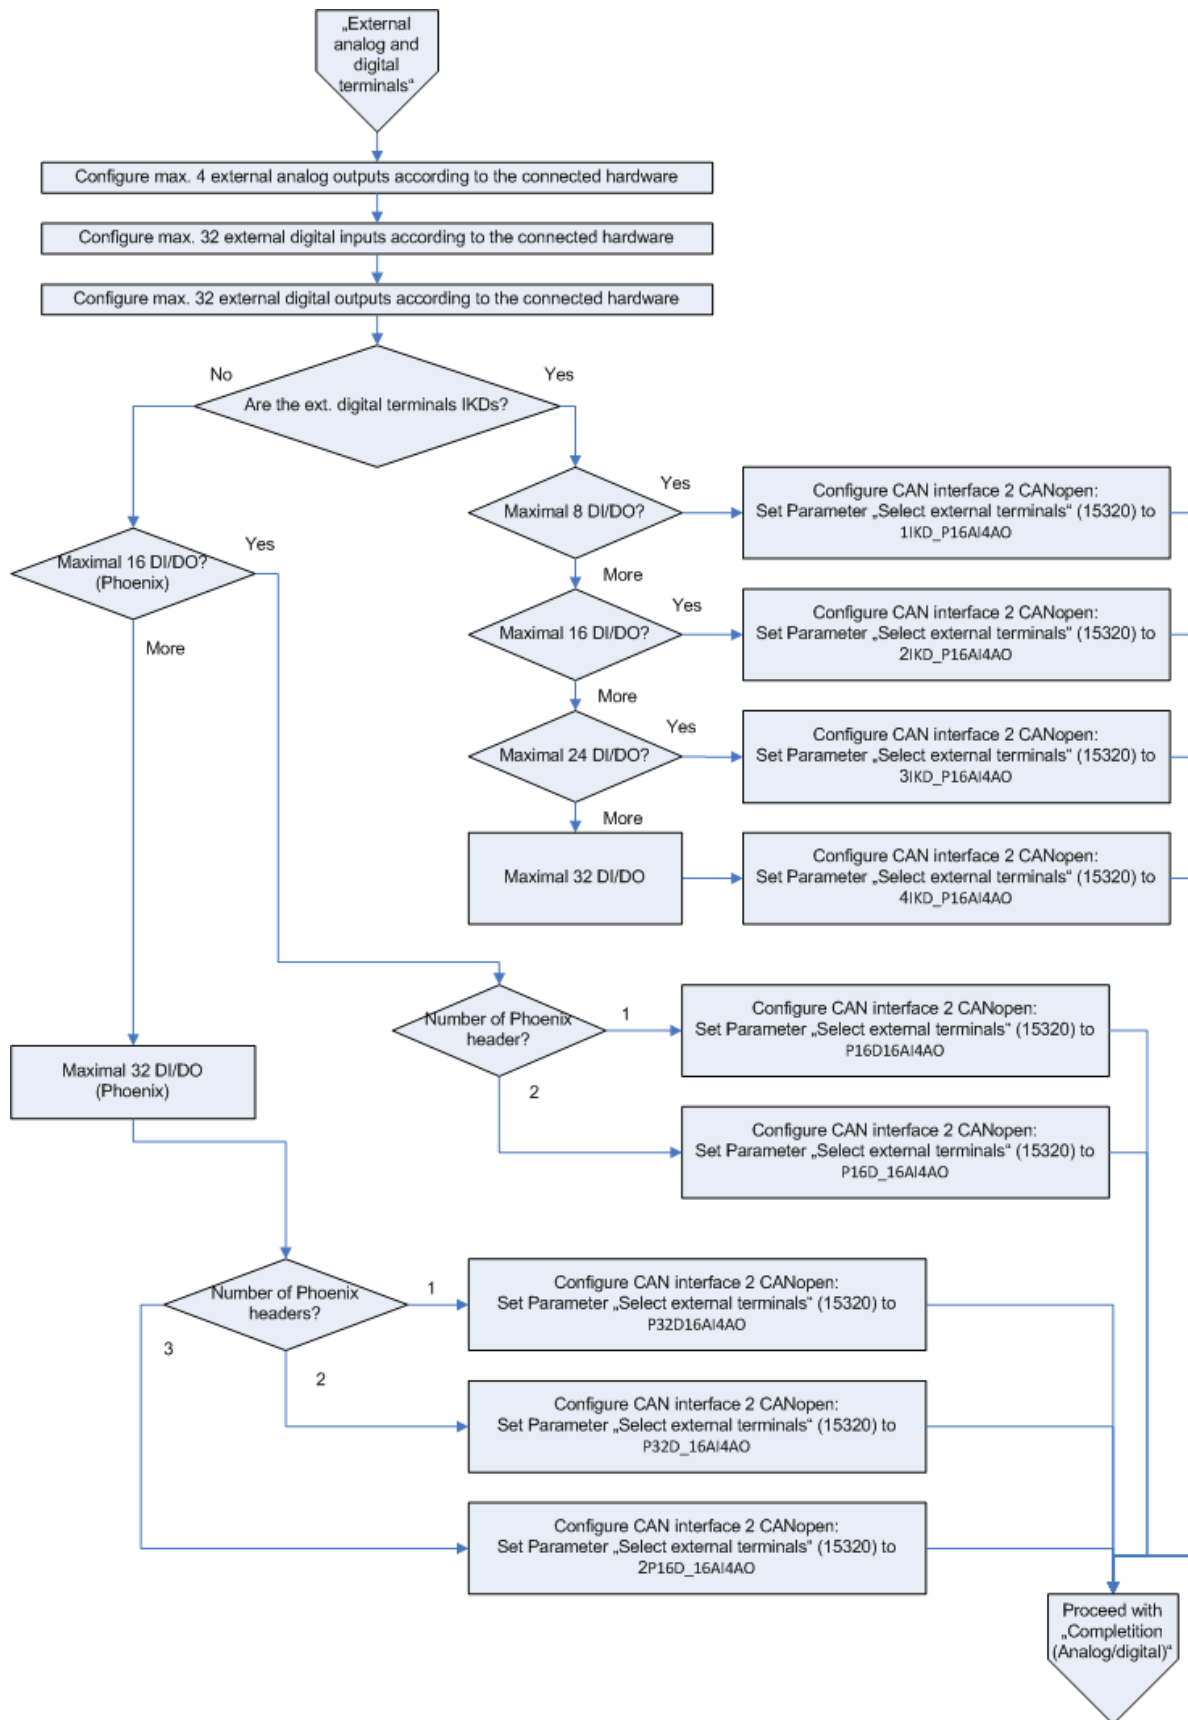 „External
analog and
digital
terminals“
Configure max. 4 external analog outputs according to the connected hardware
Configure max. 32 external digital inputs according to the connected hardware
Configure max. 32 external digital outputs according to the connected hardware
No
Yes
Are the ext. digital terminals IKDs?
Maximal 8 DI/DO?
Yes
Configure CAN interface 2 CANopen:
Set Parameter „Select external terminals“ (15320) to
1IKD_P16AI4AO
More
Maximal 16 DI/DO?
(Phoenix)
Yes
More
Maximal 16 DI/DO?
Yes
Configure CAN interface 2 CANopen:
Set Parameter „Select external terminals“ (15320) to
2IKD_P16AI4AO
More
Maximal 24 DI/DO?
Yes
Configure CAN interface 2 CANopen:
Set Parameter „Select external terminals“ (15320) to
3IKD_P16AI4AO
More
Maximal 32 DI/DO
Configure CAN interface 2 CANopen:
Set Parameter „Select external terminals“ (15320) to
4IKD_P16AI4AO
Number of Phoenix
header?
1
Configure CAN interface 2 CANopen:
Set Parameter „Select external terminals“ (15320) to
P16D16AI4AO
2
Configure CAN interface 2 CANopen:
Set Parameter „Select external terminals“ (15320) to
P16D_16AI4AO
Maximal 32 DI/DO
(Phoenix)
Number of Phoenix
headers?
1
Configure CAN interface 2 CANopen:
Set Parameter „Select external terminals“ (15320) to
P32D16AI4AO
2
Configure CAN interface 2 CANopen:
Set Parameter „Select external terminals“ (15320) to
P32D_16AI4AO
3
Configure CAN interface 2 CANopen:
Set Parameter „Select external terminals“ (15320) to
2P16D_16AI4AO
Proceed with
„Completition
(Analog/digital)“